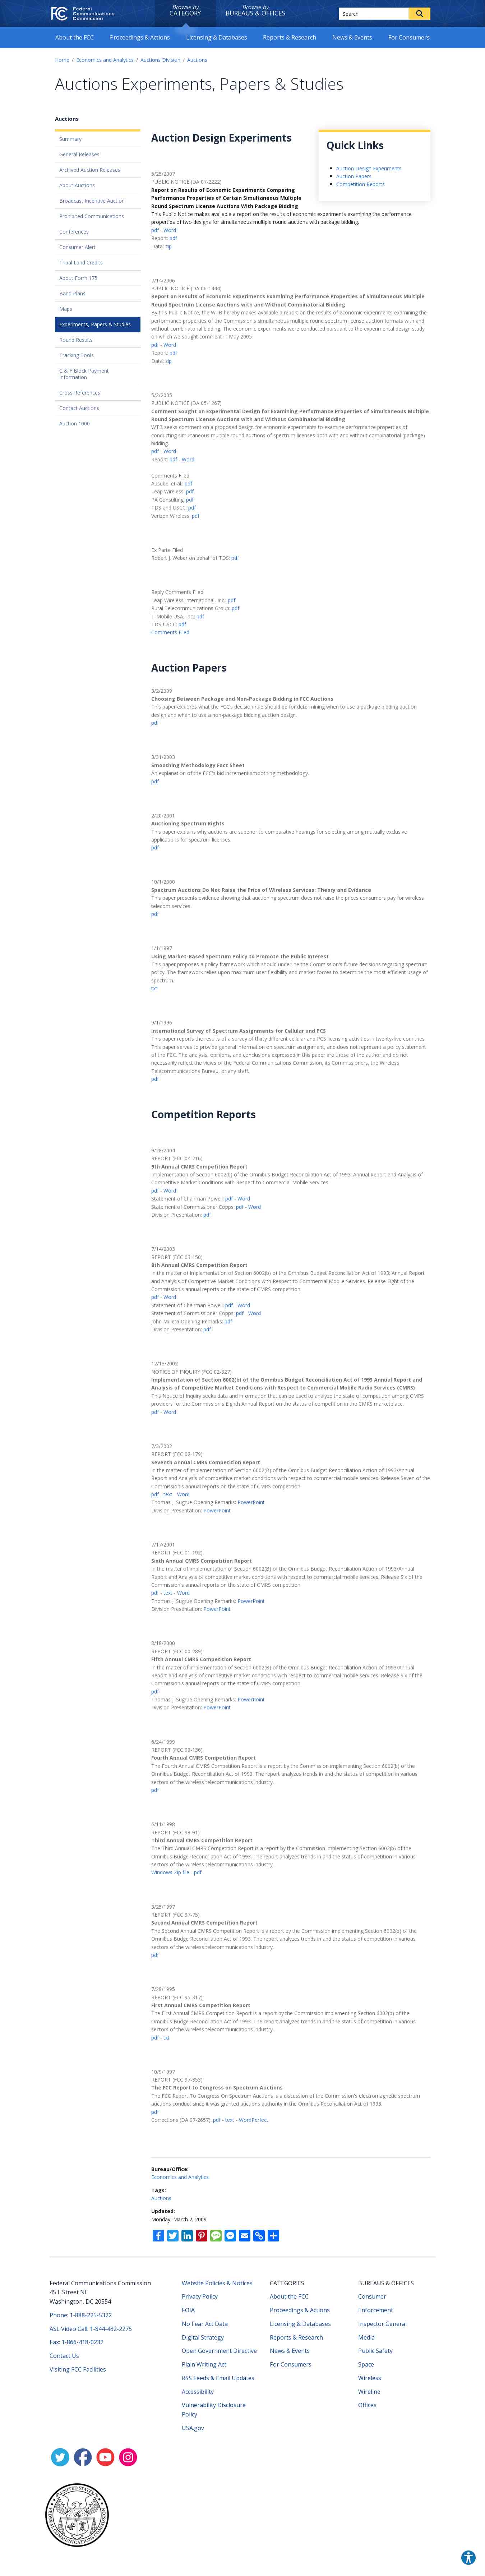 Federal Communications Commission
Browse by
CATEGORY
Browse by
BUREAUS & OFFICES
Search
About the FCC
Proceedings & Actions
Licensing & Databases
Reports & Research
News & Events
For Consumers
Home / Economics and Analytics / Auctions Division / Auctions
Auctions Experiments, Papers & Studies
Auctions
Summary
General Releases
Archived Auction Releases
About Auctions
Broadcast Incentive Auction
Prohibited Communications
Conferences
Consumer Alert
Tribal Land Credits
About Form 175
Band Plans
Maps
Experiments, Papers & Studies
Round Results
Tracking Tools
C & F Block Payment
Information
Cross References
Contact Auctions
Auction 1000
Auction Design Experiments
Quick Links
Auction Design Experiments
Auction Papers
Competition Reports
5/25/2007
PUBLIC NOTICE (DA 07-2222)
Report on Results of Economic Experiments Comparing
Performance Properties of Certain Simultaneous Multiple
Round Spectrum License Auctions With Package Bidding
This Public Notice makes available a report on the results of economic experiments examining the performance
properties of two designs for simultaneous multiple round auctions with package bidding.
pdf - Word
Report: pdf
Data: zip
7/14/2006
PUBLIC NOTICE (DA 06-1444)
Report on Results of Economic Experiments Examining Performance Properties of Simultaneous Multiple
Round Spectrum License Auctions with and Without Combinatorial Bidding
By this Public Notice, the WTB hereby makes available a report on the results of economic experiments examining the
performance properties of the Commission's simultaneous multiple round spectrum license auction formats with and
without combinatorial bidding. The economic experiments were conducted pursuant to the experimental design study
on which we sought comment in May 2005.
pdf - Word
Report: pdf
Data: zip
5/2/2005
PUBLIC NOTICE (DA 05-1267)
Comment Sought on Experimental Design for Examining Performance Properties of Simultaneous Multiple
Round Spectrum License Auctions with and Without Combinatorial Bidding
WTB seeks comment on a proposed design for economic experiments to examine performance properties of
conducting simultaneous multiple round auctions of spectrum licenses both with and without combinatorial (package)
bidding.
pdf - Word
Report: pdf - Word
Comments Filed
Ausubel et al.: pdf
Leap Wireless: pdf
PA Consulting: pdf
TDS and USCC: pdf
Verizon Wireless: pdf
Ex Parte Filed
Robert J. Weber on behalf of TDS: pdf
Reply Comments Filed
Leap Wireless International, Inc.: pdf
Rural Telecommunications Group: pdf
T-Mobile USA, Inc.: pdf
TDS-USCC: pdf
Comments Filed
Auction Papers
3/2/2009
Choosing Between Package and Non-Package Bidding in FCC Auctions
This paper explores what the FCC's decision rule should be for determining when to use a package bidding auction
design and when to use a non-package bidding auction design.
pdf
3/31/2003
Smoothing Methodology Fact Sheet
An explanation of the FCC's bid increment smoothing methodology.
pdf
2/20/2001
Auctioning Spectrum Rights
This paper explains why auctions are superior to comparative hearings for selecting among mutually exclusive
applications for spectrum licenses.
pdf
10/1/2000
Spectrum Auctions Do Not Raise the Price of Wireless Services: Theory and Evidence
This paper presents evidence showing that auctioning spectrum does not raise the prices consumers pay for wireless
telecom services.
pdf
1/1/1997
Using Market-Based Spectrum Policy to Promote the Public Interest
This paper proposes a policy framework which should underline the Commission's future decisions regarding spectrum
policy. The framework relies upon maximum user flexibility and market forces to determine the most efficient usage of
spectrum.
txt
9/1/1996
International Survey of Spectrum Assignments for Cellular and PCS
This paper reports the results of a survey of thirty different cellular and PCS licensing activities in twenty-five countries.
This paper serves to provide general information on spectrum assignment, and does not represent a policy statement
of the FCC. The analysis, opinions, and conclusions expressed in this paper are those of the author and do not
necessarily reflect the views of the Federal Communications Commission, its Commissioners, the Wireless
Telecommunications Bureau, or any staff.
pdf
Competition Reports
9/28/2004
REPORT (FCC 04-216)
9th Annual CMRS Competition Report
Implementation of Section 6002(b) of the Omnibus Budget Reconciliation Act of 1993; Annual Report and Analysis of
Competitive Market Conditions With Respect to Commercial Mobile Services.
pdf - Word
Statement of Chairman Powell: pdf - Word
Statement of Commissioner Copps: pdf - Word
Division Presentation: pdf
7/14/2003
REPORT (FCC 03-150)
8th Annual CMRS Competition Report
In the matter of implementation of Section 6002(b) of the Omnibus Budget Reconciliation Act of 1993; Annual Report
and Analysis of Competitive Market Conditions with Respect to Commercial Mobile Services. Release Eight of the
Commission's annual reports on the state of CMRS competition.
pdf - Word
Statement of Chairman Powell: pdf - Word
Statement of Commissioner Copps: pdf - Word
John Muleta Opening Remarks: pdf
Division Presentation: pdf
12/13/2002
NOTICE OF INQUIRY (FCC 02-327)
Implementation of Section 6002(b) of the Omnibus Budget Reconciliation Act of 1993 Annual Report and
Analysis of Competitive Market Conditions with Respect to Commercial Mobile Radio Services (CMRS)
This Notice of Inquiry seeks data and information that can be used to analyze the state of competition among CMRS
providers for the Commission's Eighth Annual Report on the status of competition in the CMRS marketplace.
pdf - Word
7/3/2002
REPORT (FCC 02-179)
Seventh Annual CMRS Competition Report
In the matter of implementation of Section 6002(B) of the Omnibus Budget Reconciliation Action of 1993/Annual
Report and Analysis of competitive market conditions with respect to commercial mobile services. Release Seven of the
Commission's annual reports on the state of CMRS competition.
pdf - text - Word
Thomas J. Sugrue Opening Remarks: PowerPoint
Division Presentation: PowerPoint
7/17/2001
REPORT (FCC 01-192)
Sixth Annual CMRS Competition Report
In the matter of implementation of Section 6002(B) of the Omnibus Budget Reconciliation Action of 1993/Annual
Report and Analysis of competitive market conditions with respect to commercial mobile services. Release Six of the
Commission's annual reports on the state of CMRS competition.
pdf - text - Word
Thomas J. Sugrue Opening Remarks: PowerPoint
Division Presentation: PowerPoint
8/18/2000
REPORT (FCC 00-289)
Fifth Annual CMRS Competition Report
In the matter of implementation of Section 6002(B) of the Omnibus Budget Reconciliation Action of 1993/Annual
Report and Analysis of competitive market conditions with respect to commercial mobile services. Release Six of the
Commission's annual reports on the state of CMRS competition.
pdf
Thomas J. Sugrue Opening Remarks: PowerPoint
Division Presentation: PowerPoint
6/24/1999
REPORT (FCC 99-136)
Fourth Annual CMRS Competition Report
The Fourth Annual CMRS Competition Report is a report by the Commission implementing Section 6002(b) of the
Omnibus Budget Reconciliation Act of 1993. The report analyzes trends in and the status of competition in various
sectors of the wireless telecommunications industry.
pdf
6/11/1998
REPORT (FCC 98-91)
Third Annual CMRS Competition Report
The Third Annual CMRS Competition Report is a report by the Commission implementing Section 6002(b) of the
Omnibus Budge Reconciliation Act of 1993. The report analyzes trends in and the status of competition in various
sectors of the wireless telecommunications industry.
Windows Zip file - pdf
3/25/1997
REPORT (FCC 97-75)
Second Annual CMRS Competition Report
The Second Annual CMRS Competition Report is a report by the Commission implementing Section 6002(b) of the
Omnibus Budge Reconciliation Act of 1993. The report analyzes trends in and the status of competition in various
sectors of the wireless telecommunications industry.
pdf
7/28/1995
REPORT (FCC 95-317)
First Annual CMRS Competition Report
The First Annual CMRS Competition Report is a report by the Commission implementing Section 6002(b) of the
Omnibus Budge Reconciliation Act of 1993. The report analyzes trends in and the status of competition in various
sectors of the wireless telecommunications industry.
pdf - txt
10/9/1997
REPORT (FCC 97-353)
The FCC Report to Congress on Spectrum Auctions
The FCC Report To Congress On Spectrum Auctions is a discussion of the Commission's electromagnetic spectrum
auctions conduct since it was granted auctions authority in the Omnibus Reconciliation Act of 1993.
pdf
Corrections (DA 97-2657): pdf - text - WordPerfect
Bureau/Office:
Economics and Analytics
Tags:
Auctions
Updated:
Monday, March 2, 2009
Federal Communications Commission
45 L Street NE
Washington, DC 20554
Phone: 1-888-225-5322
ASL Video Call: 1-844-432-2275
Fax: 1-866-418-0232
Contact Us
Visiting FCC Facilities
Website Policies & Notices
Privacy Policy
FOIA
No Fear Act Data
Digital Strategy
Open Government Directive
Plain Writing Act
RSS Feeds & Email Updates
Accessibility
Vulnerability Disclosure
Policy
USA.gov
CATEGORIES
About the FCC
Proceedings & Actions
Licensing & Databases
Reports & Research
News & Events
For Consumers
BUREAUS & OFFICES
Consumer
Enforcement
Inspector General
Media
Public Safety
Space
Wireless
Wireline
Offices
UNITED STATES
FEDERAL COMMUNICATIONS COMMISSION